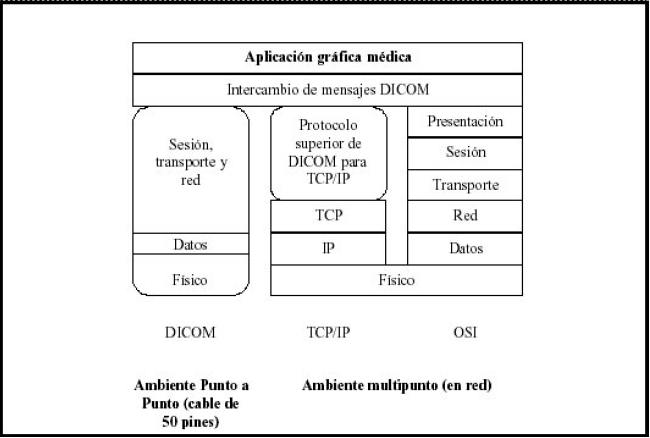 Aplicación gráfica médica
Intercambio de mensajes DICOM
Sesión,
transporte y
red
Datos
Físico
Protocolo
superior de
DICOM para
TCP/IP
TCP
IP
Presentación
Sesión
Transporte
Red
Datos
Físico
DICOM
TCP/IP
OSI
Ambiente Punto a
Punto (cable de
50 pines)
Ambiente multipunto (en red)